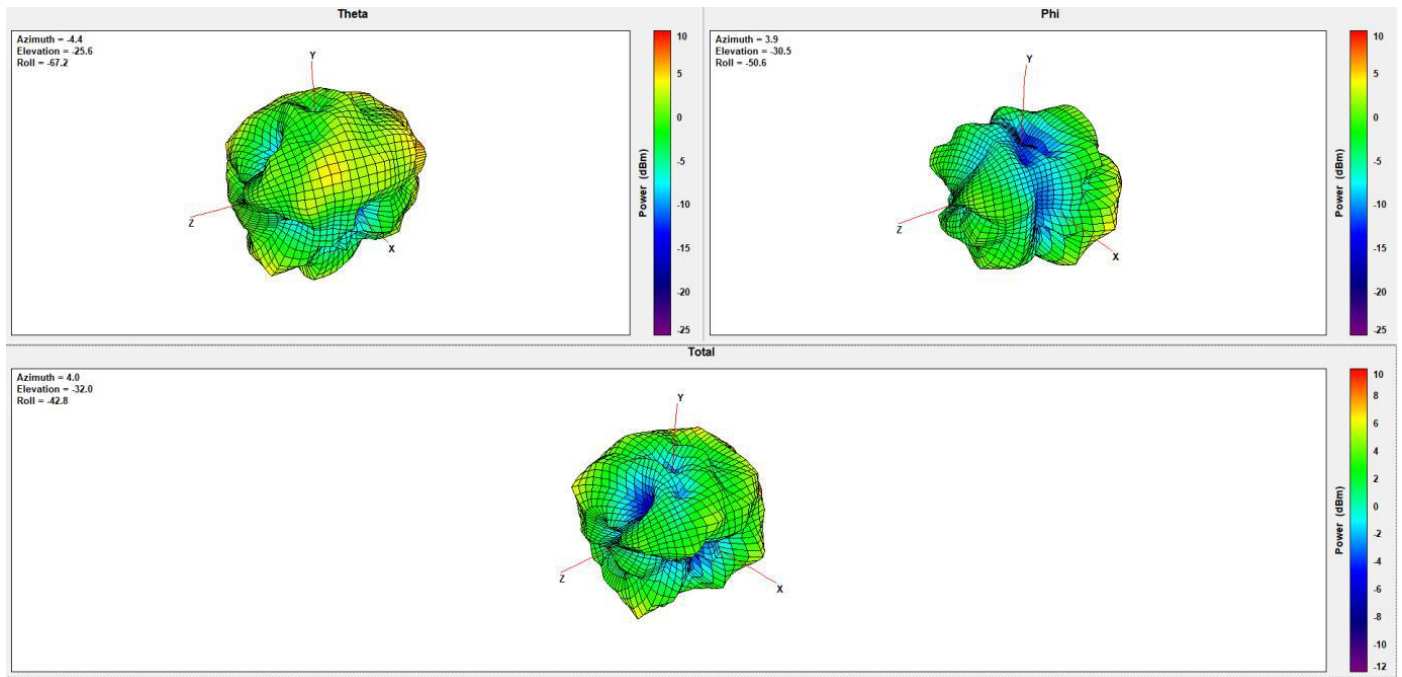 Theta
Azimuth = -4.4
Elevation = -25.6
Roll = -67.2
Y
Z
X
10
5
0
-5
-10
-15
-20
-25
Power (dBm)
Phi
Azimuth = 3.9
Elevation = -30.5
Roll = -50.6
Y
Z
X
10
5
0
-5
-10
-15
-20
-25
Power (dBm)
Total
Azimuth = 4.0
Elevation = -32.0
Roll = -42.8
Y
Z
X
10
8
6
4
2
0
-2
-4
-6
-8
-10
-12
Power (dBm)